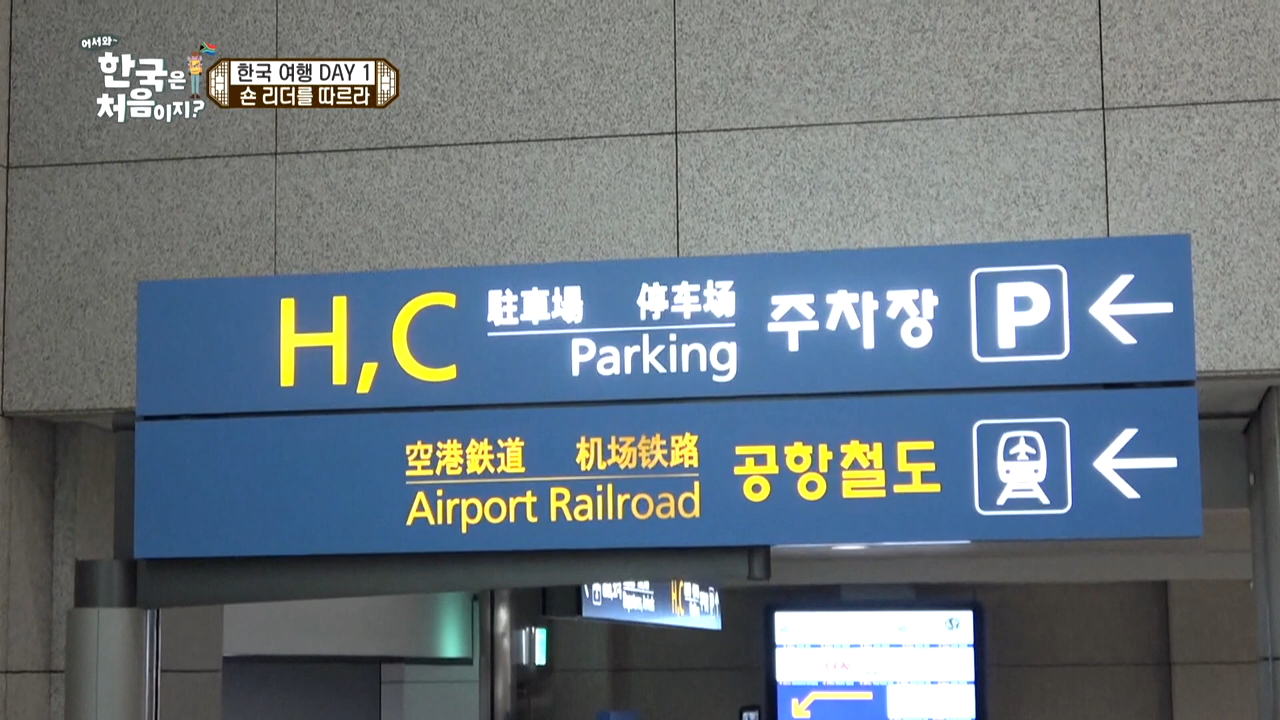 어서와~
한국은
처음이지?
한국 여행 DAY 1
숀 리더를 따르라
H,C 駐車場 停车场 주차장 P
Parking
空港鉄道 机场铁路 공항철도
Airport Railroad